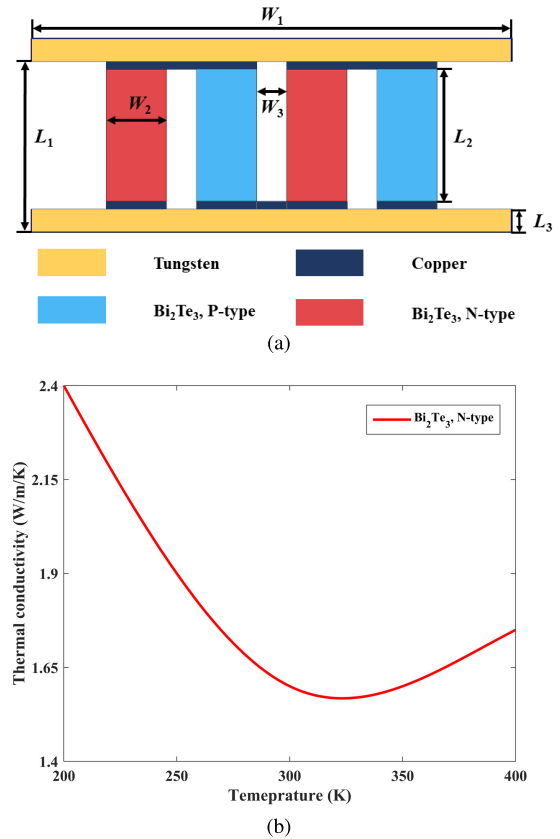 W₁
W₂
W₃
L₁
L₂
L₃
Tungsten
Copper
Bi₂Te₃, P-type
Bi₂Te₃, N-type
(a)
Bi₂Te₃, N-type
Thermal conductivity (W/m/K)
2.4
2.15
1.9
1.65
1.4
200
250
300
350
400
Temeprature (K)
(b)